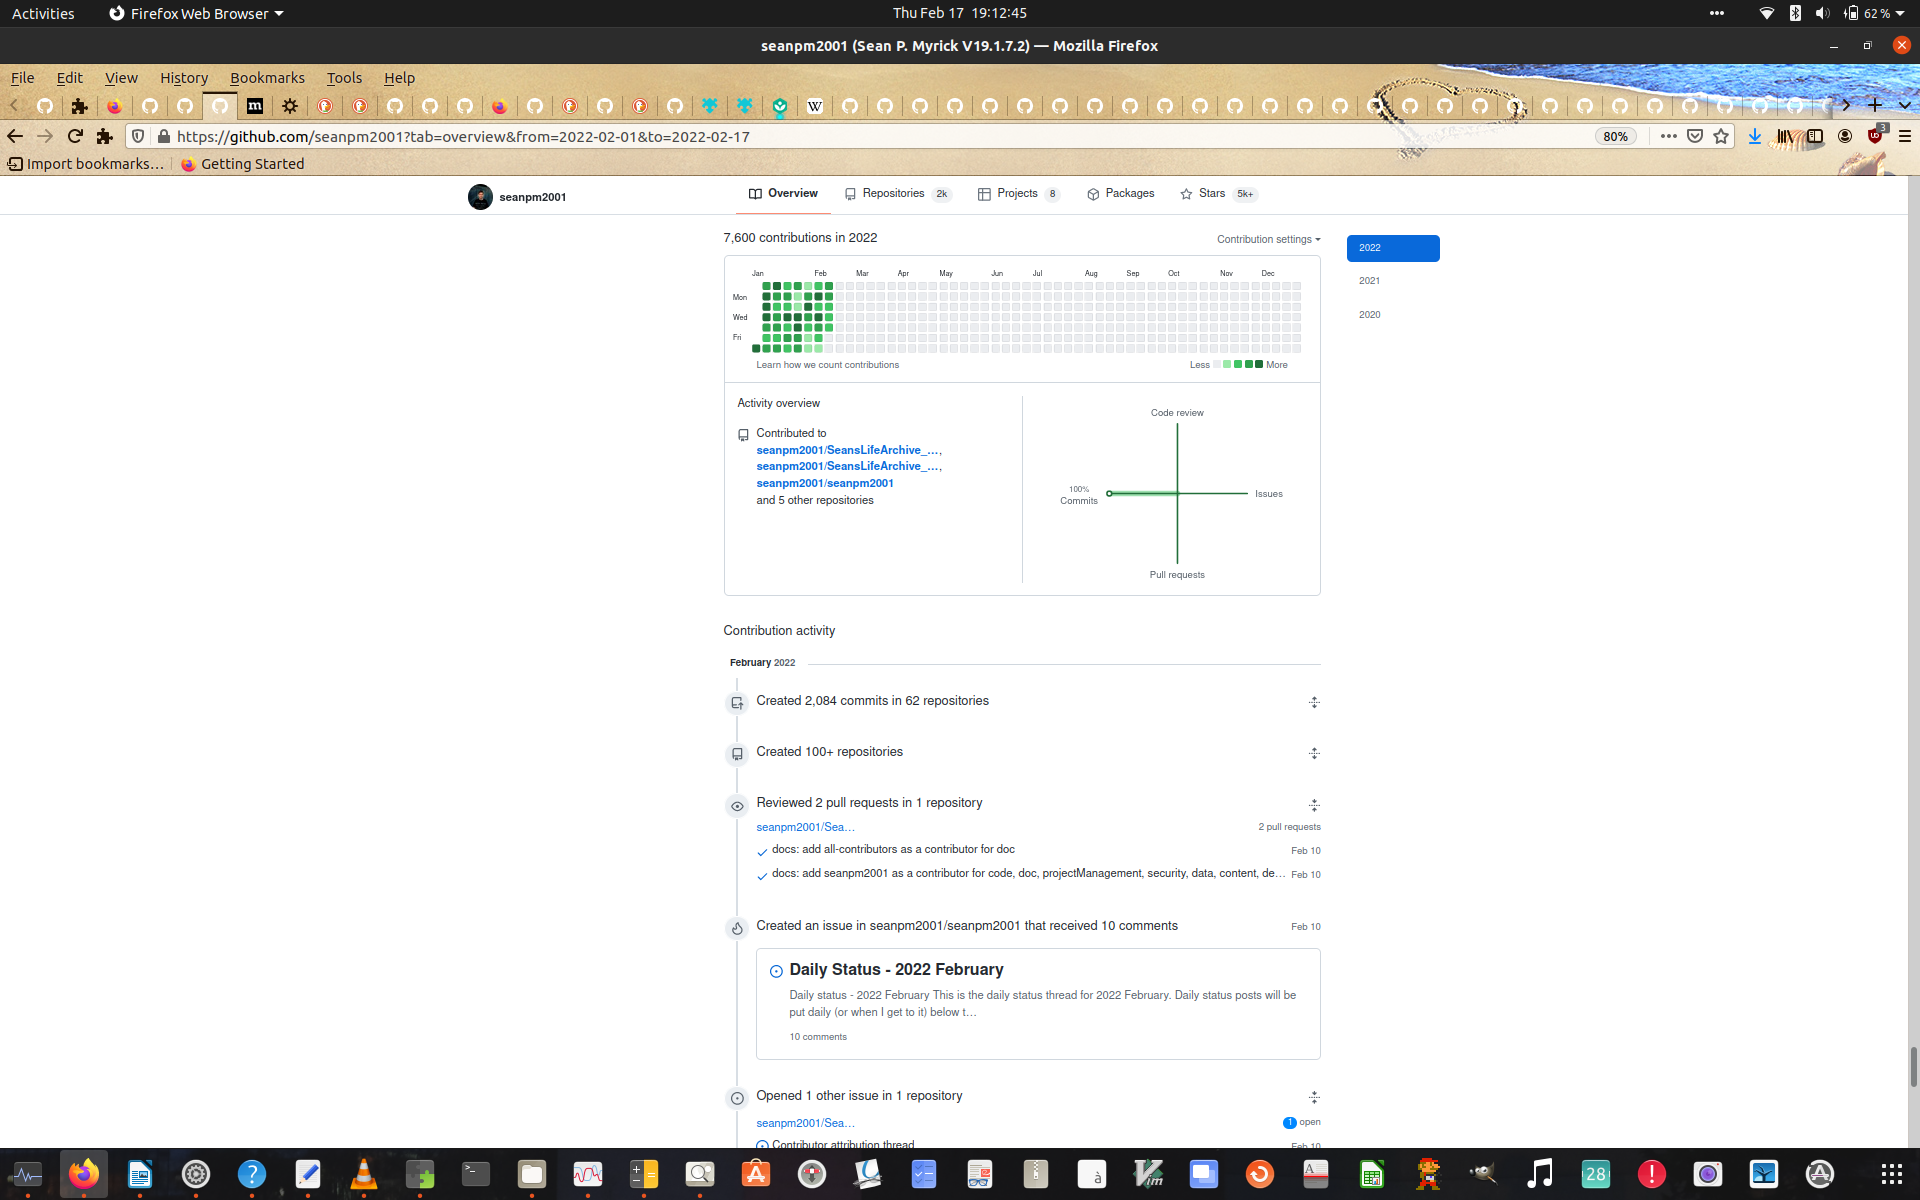 Activities
Firefox Web Browser
Thu Feb 17 19:12:45
62 %
seanpm2001 (Sean P. Myrick V19.1.7.2) — Mozilla Firefox
File Edit View History Bookmarks Tools Help
m
W
https://github.com/seanpm2001?tab=overview&from=2022-02-01&to=2022-02-17
80%
3
Import bookmarks…
Getting Started
seanpm2001
Overview
Repositories 2k
Projects 8
Packages
Stars 5k+
7,600 contributions in 2022
Contribution settings
2022
2021
2020
Jan Feb Mar Apr May Jun Jul Aug Sep Oct Nov Dec
Mon
Wed
Fri
Learn how we count contributions
Less More
Activity overview
Contributed to
seanpm2001/SeansLifeArchive_…,
seanpm2001/SeansLifeArchive_…,
seanpm2001/seanpm2001
and 5 other repositories
Code review
100%
Commits
Issues
Pull requests
Contribution activity
February 2022
Created 2,084 commits in 62 repositories
Created 100+ repositories
Reviewed 2 pull requests in 1 repository
seanpm2001/Sea…
2 pull requests
docs: add all-contributors as a contributor for doc
Feb 10
docs: add seanpm2001 as a contributor for code, doc, projectManagement, security, data, content, de…
Feb 10
Created an issue in seanpm2001/seanpm2001 that received 10 comments
Feb 10
Daily Status - 2022 February
Daily status - 2022 February This is the daily status thread for 2022 February. Daily status posts will be
put daily (or when I get to it) below t…
10 comments
Opened 1 other issue in 1 repository
seanpm2001/Sea…
1 open
Contributor attribution thread
Feb 10
28